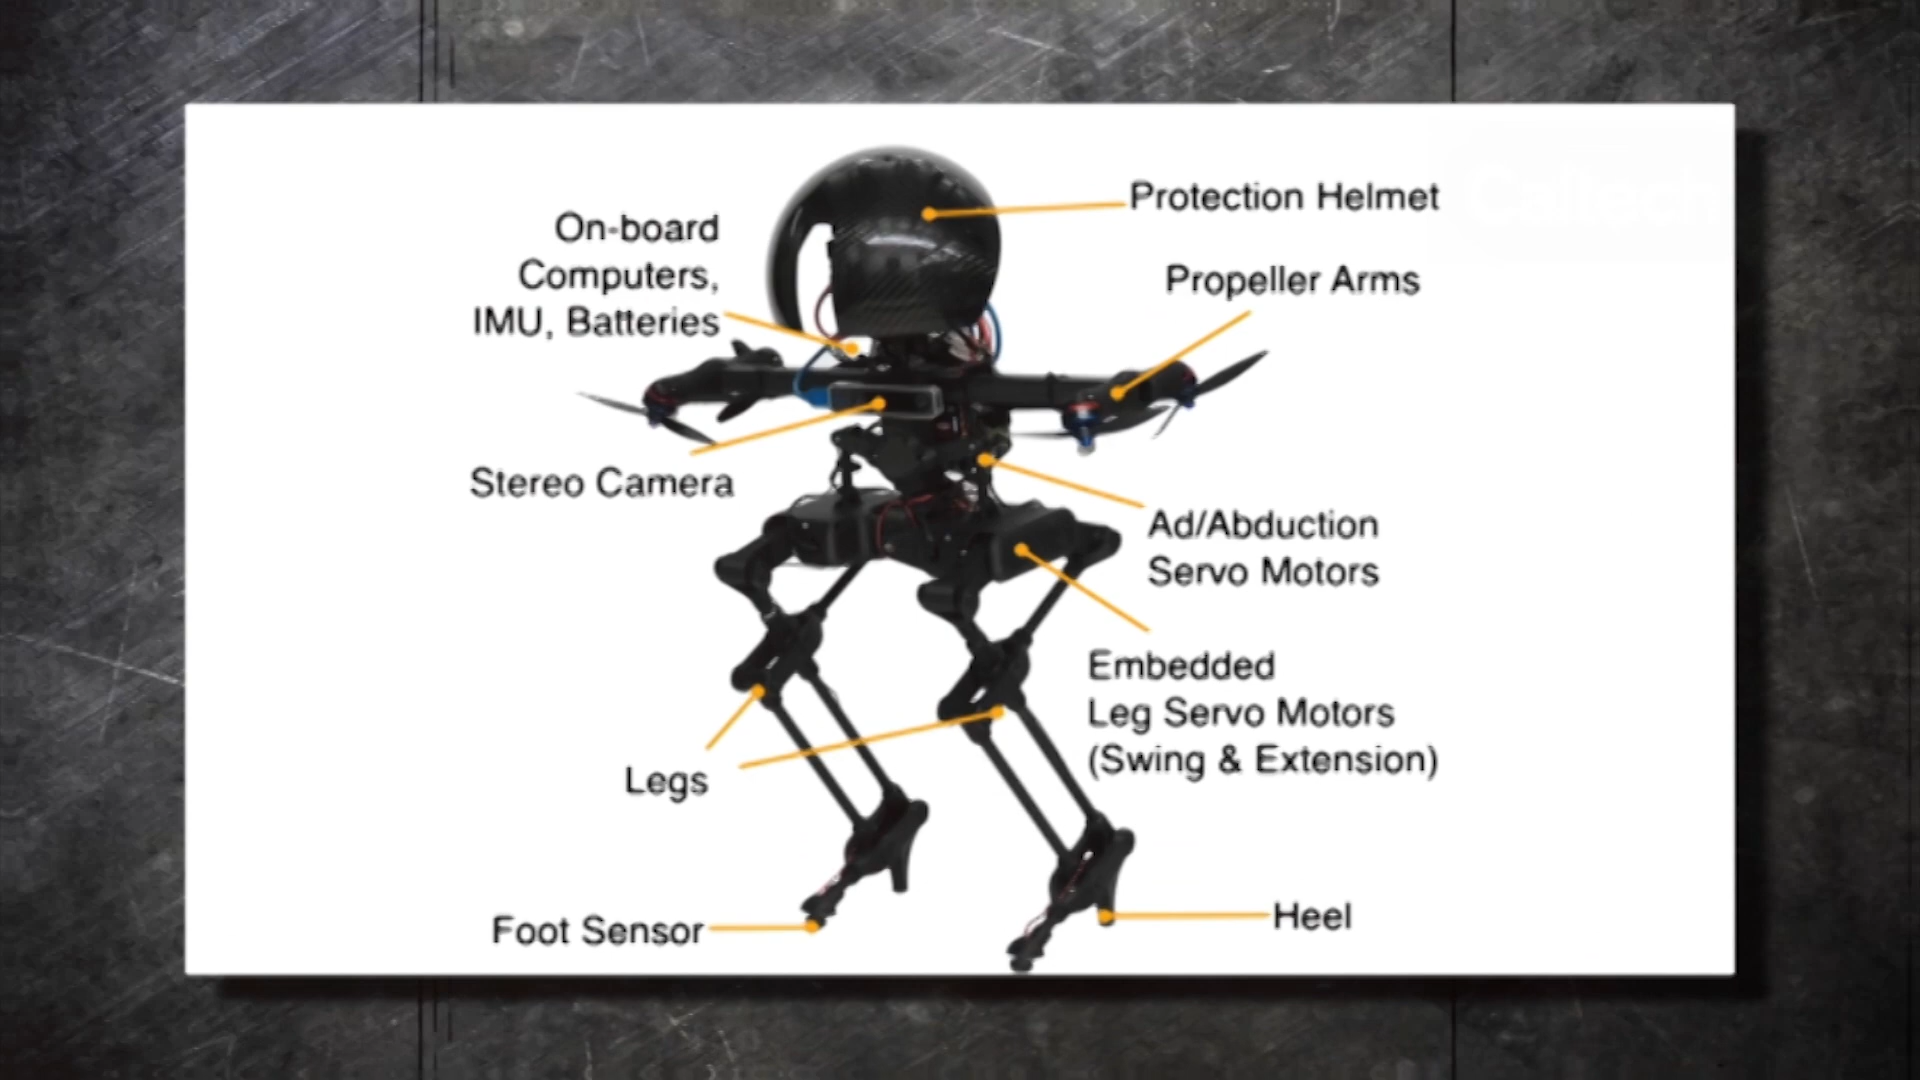 Protection Helmet
On-board
Computers,
IMU, Batteries
Propeller Arms
Stereo Camera
Ad/Abduction
Servo Motors
Embedded
Leg Servo Motors
(Swing & Extension)
Legs
Foot Sensor
Heel
Caltech